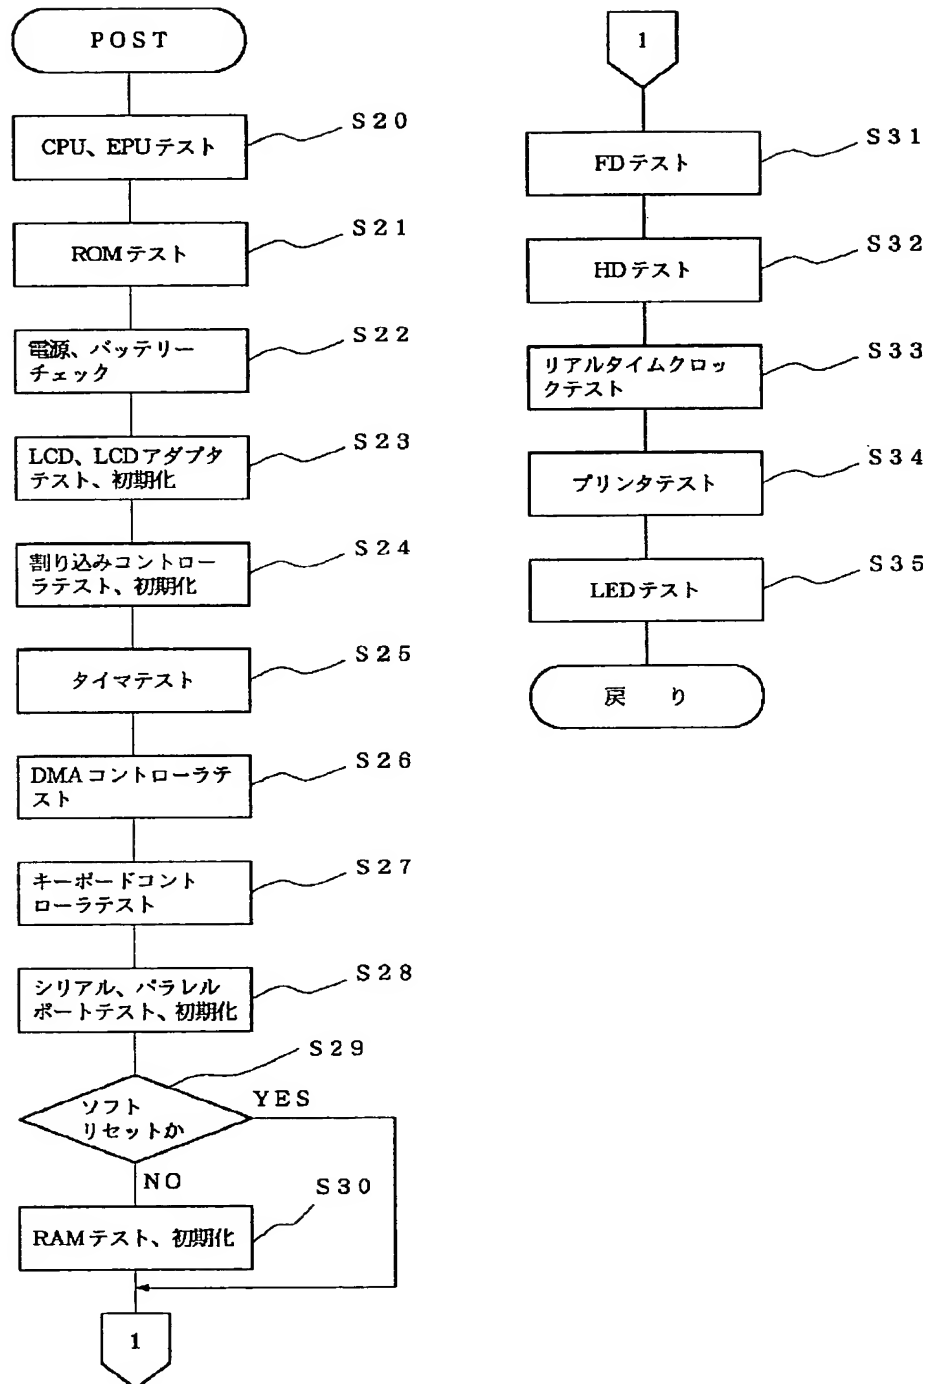 POST
CPU、EPUテスト
S20
ROMテスト
S21
電源、バッテリー
チェック
S22
LCD、LCDアダプタ
テスト、初期化
S23
割り込みコントロー
ラテスト、初期化
S24
タイマテスト
S25
DMAコントローラテ
スト
S26
キーボードコント
ローラテスト
S27
シリアル、パラレル
ポートテスト、初期化
S28
ソフト
リセットか
S29
YES
NO
RAMテスト、初期化
S30
1
1
FDテスト
S31
HDテスト
S32
リアルタイムクロッ
クテスト
S33
プリンタテスト
S34
LEDテスト
S35
戻り